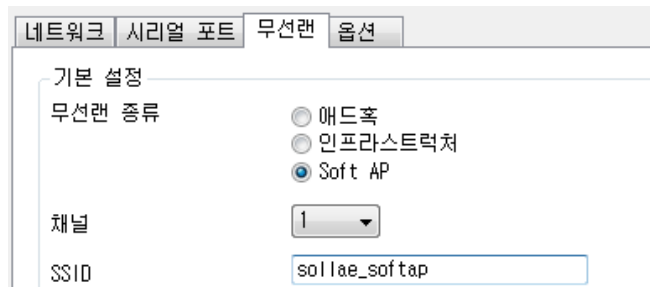 네트워크 시리얼 포트 무선랜 옵션
기본 설정
무선랜 종류 애드혹
인프라스트럭처
Soft AP
채널 1
SSID sollae_softap